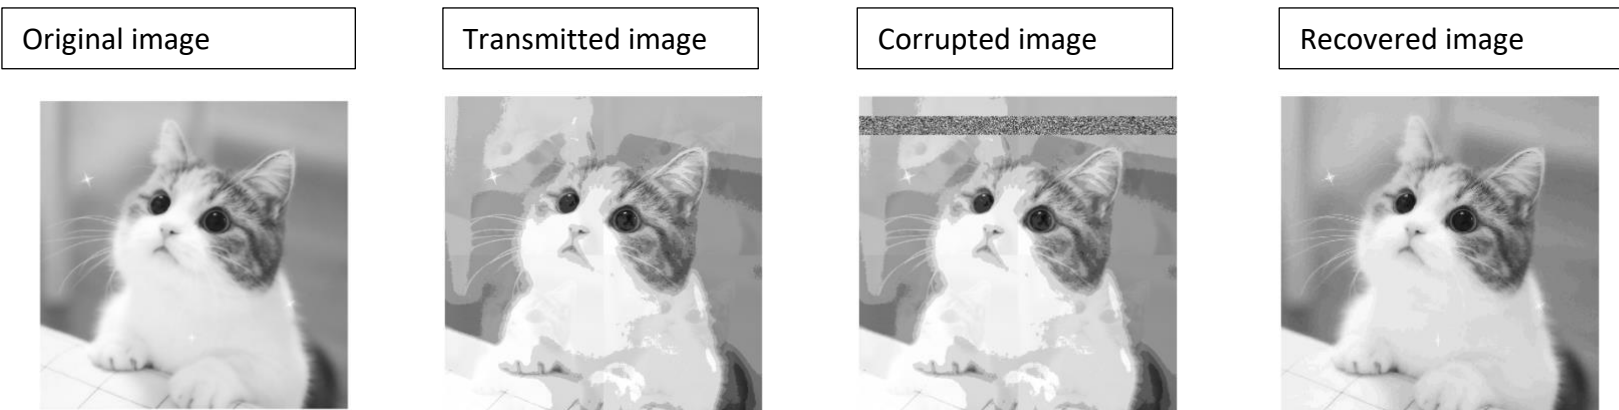 Original image
Transmitted image
Corrupted image
Recovered image